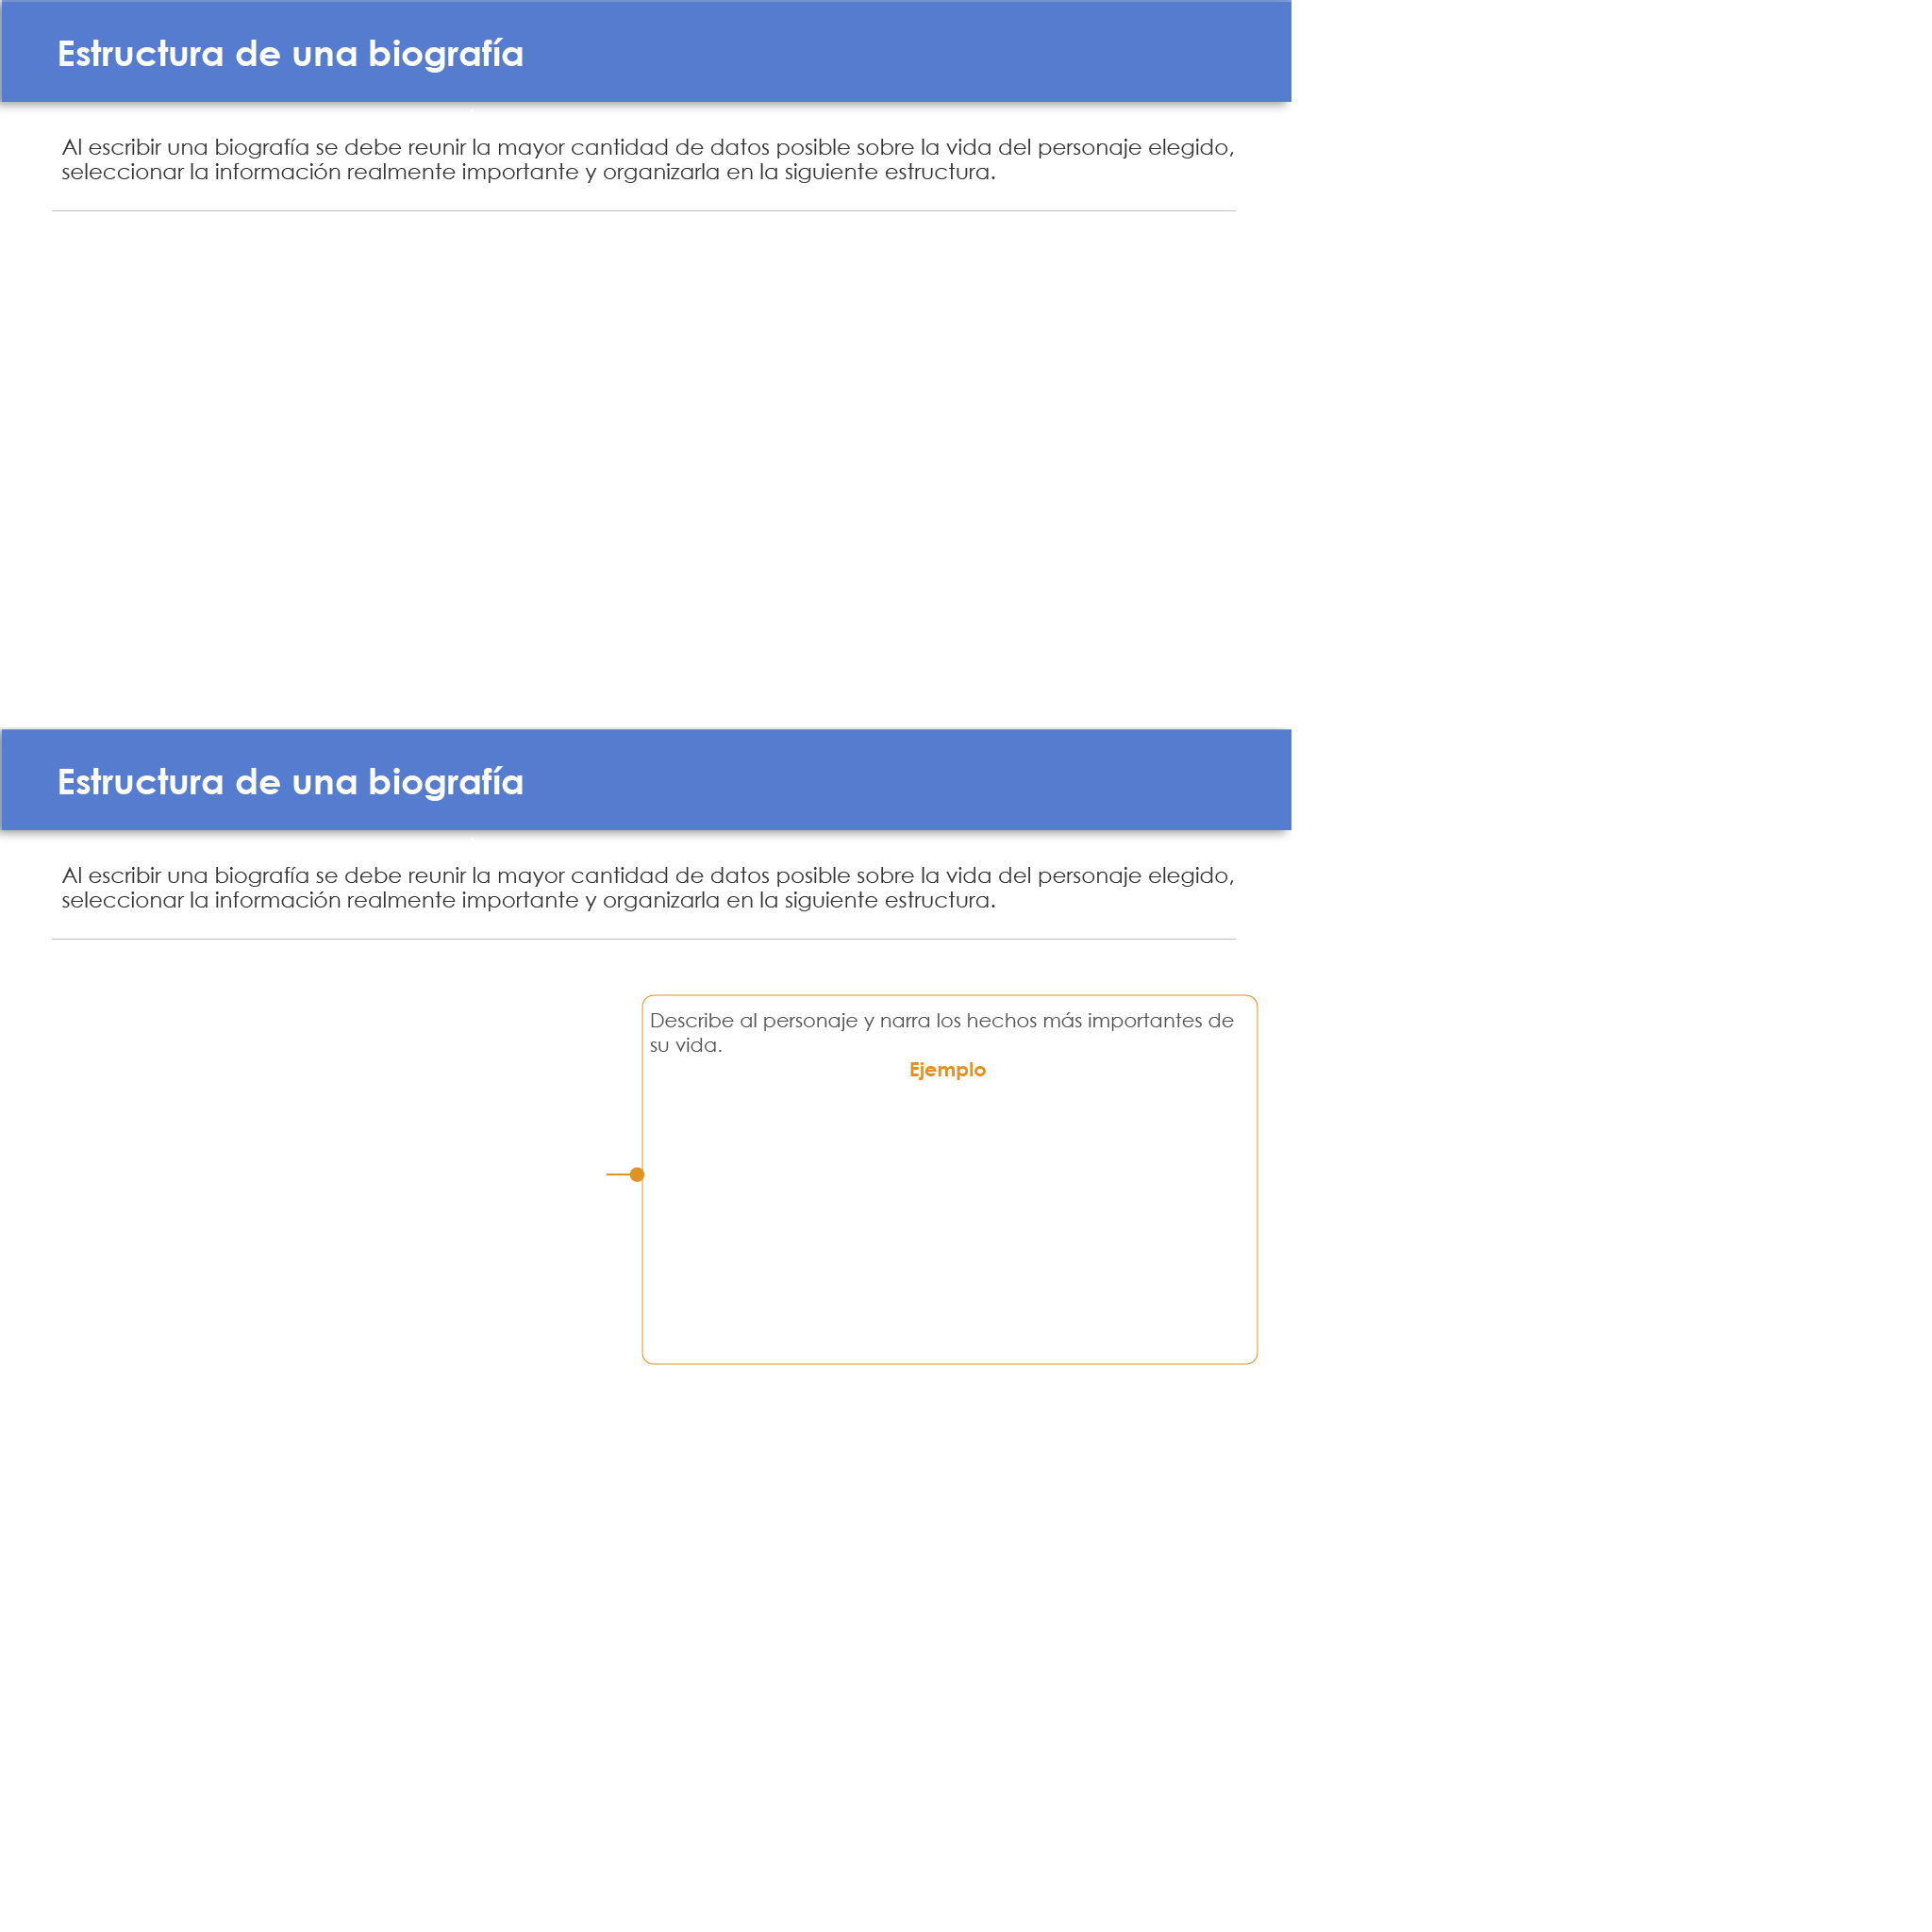 Estructura de una biografía
Al escribir una biografía se debe reunir la mayor cantidad de datos posible sobre la vida del personaje elegido,
seleccionar la información realmente importante y organizarla en la siguiente estructura.
Estructura de una biografía
Al escribir una biografía se debe reunir la mayor cantidad de datos posible sobre la vida del personaje elegido,
seleccionar la información realmente importante y organizarla en la siguiente estructura.
Describe al personaje y narra los hechos más importantes de
su vida.
Ejemplo